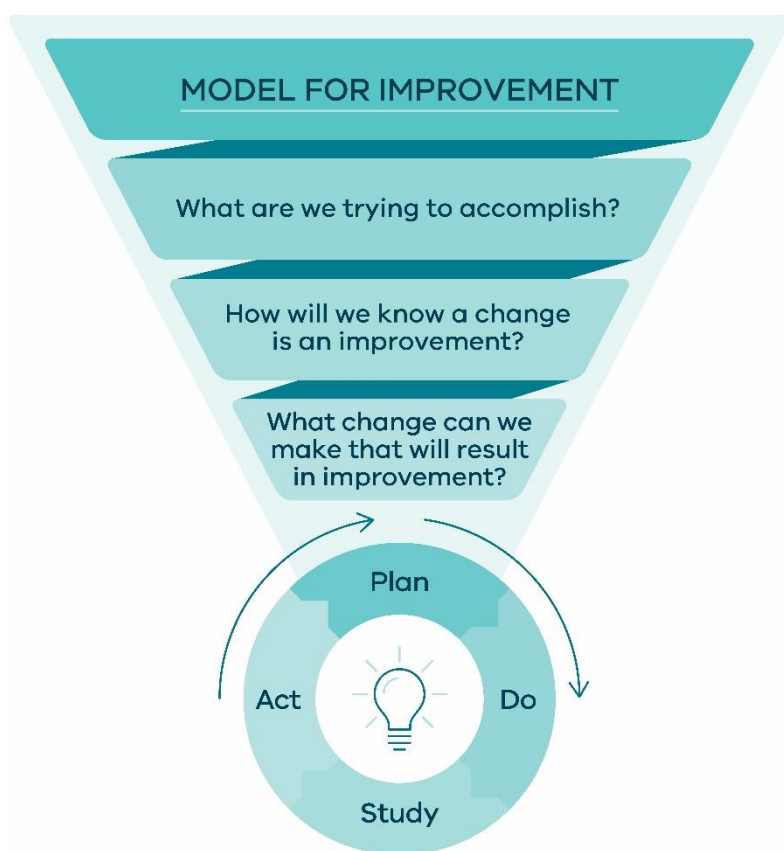 MODEL FOR IMPROVEMENT
What are we trying to accomplish?
How will we know a change
is an improvement?
What change can we
make that will result
in improvement?
Plan
Act
Do
Study